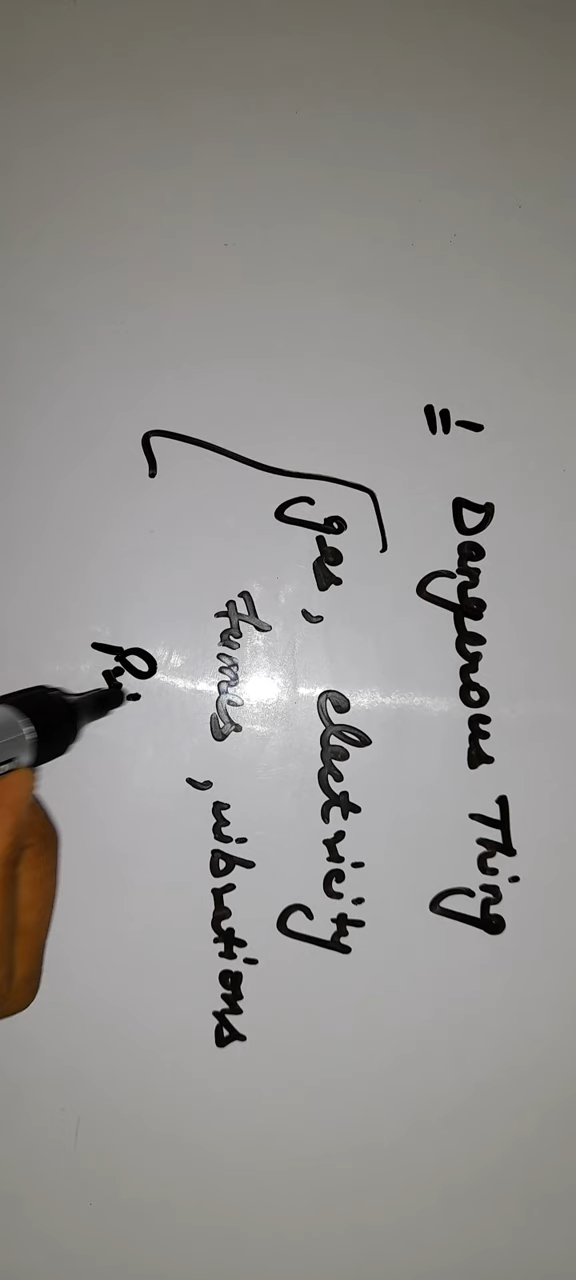 = Dangerous Thing
gas, electricity
fumes, vibrations